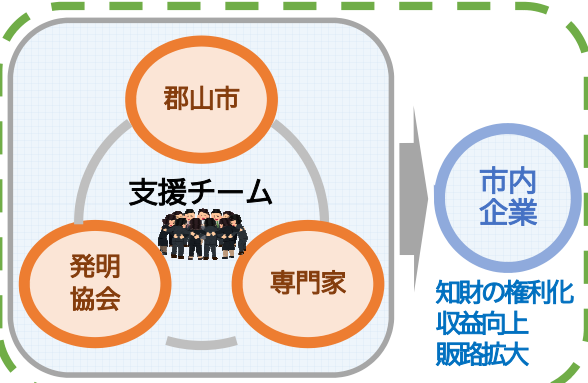 郡山市
支援チーム
発明
協会
専門家
市内
企業
知財の権利化
収益向上
販路拡大